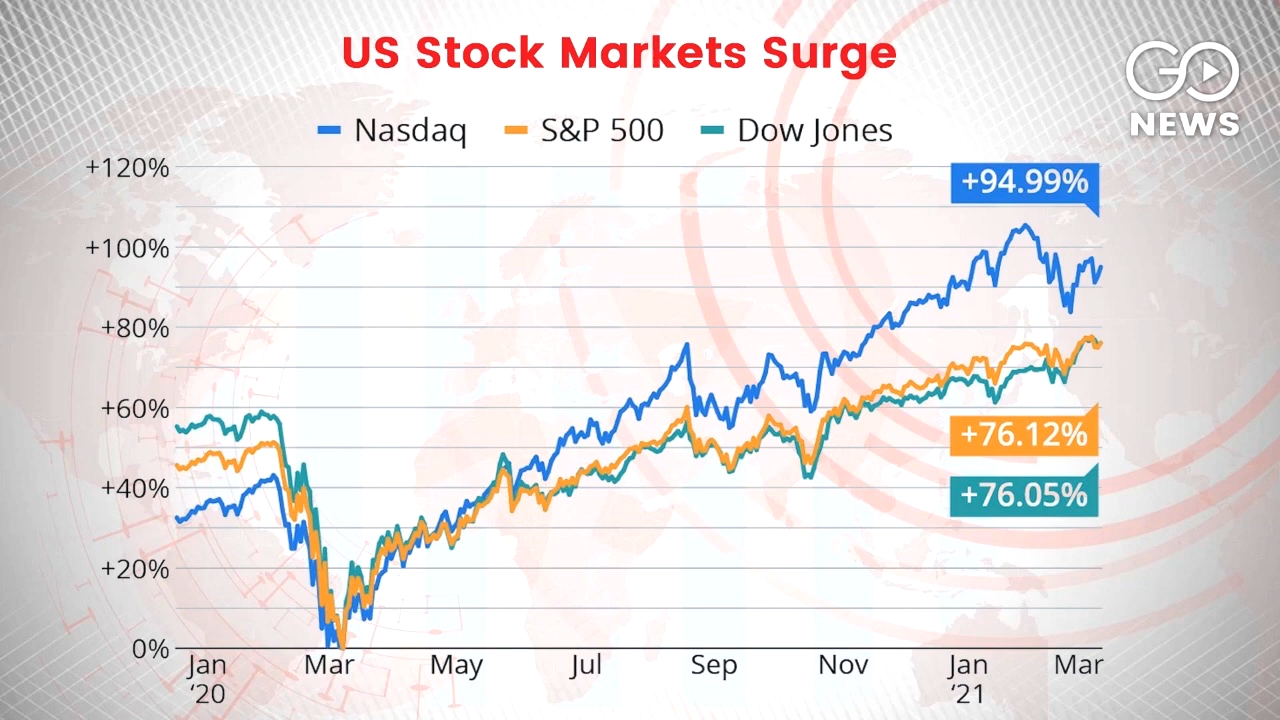 US Stock Markets Surge
GO
NEWS
Nasdaq S&P 500 Dow Jones
+120%
+100%
+80%
+60%
+40%
+20%
0%
+94.99%
+76.12%
+76.05%
Jan Mar May Jul Sep Nov Jan Mar
‘20 ‘21